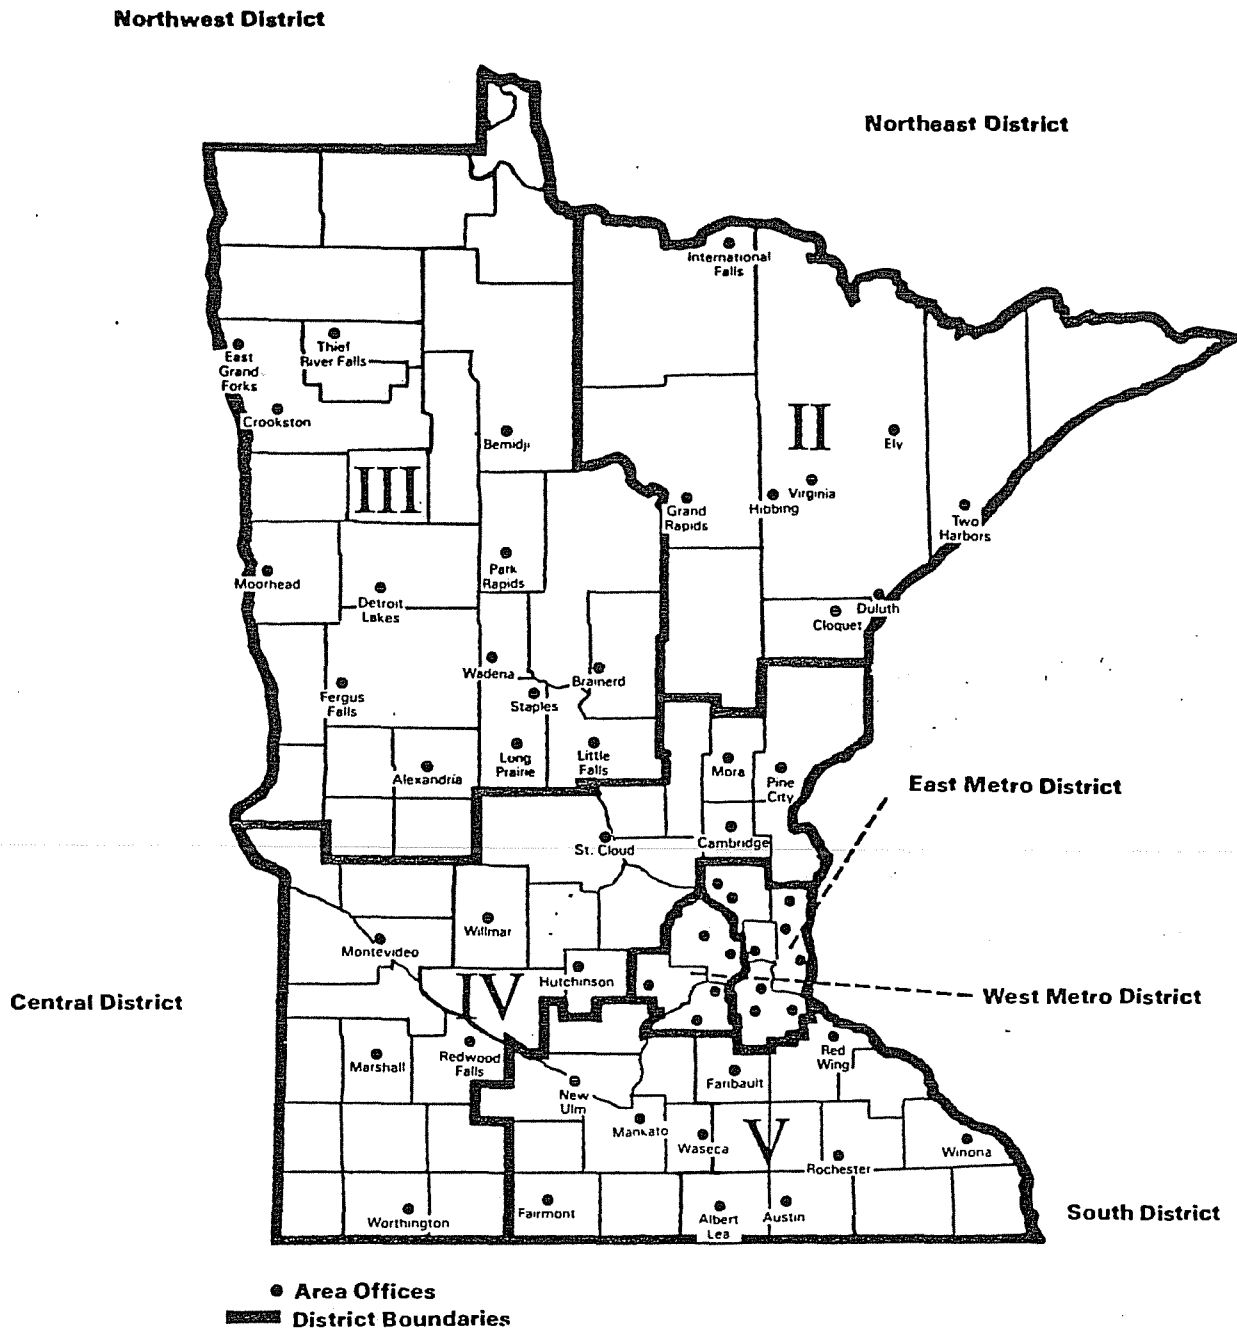 Northwest District
Northeast District
International
Falls
East
Grand
Forks
Thief
River Falls
Crookston
Bemidji
II
Ely
III
Grand
Rapids
Hibbing
Virginia
Two
Harbors
Moorhead
Detroit
Lakes
Park
Rapids
Cloquet
Duluth
Fergus
Falls
Wadena
Staples
Brainerd
Alexandria
Long
Prairie
Little
Falls
Mora
Pine
City
East Metro District
St. Cloud
Cambridge
Willmar
Montevideo
Hutchinson
IV
Central District
West Metro District
Marshall
Redwood
Falls
New
Ulm
Faribault
Red
Wing
Mankato
Waseca
V
Rochester
Winona
Worthington
Fairmont
Albert
Lea
Austin
South District
Area Offices
District Boundaries